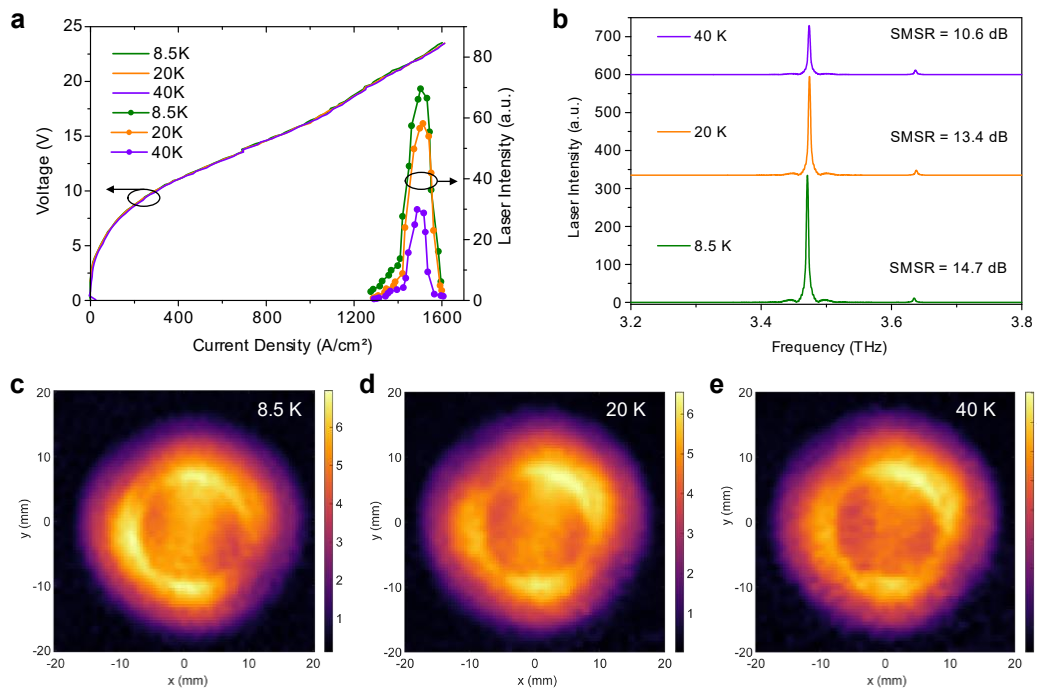 a
8.5K
20K
40K
8.5K
20K
40K
25
20
15
10
5
0
Voltage (V)
80
60
40
20
0
Laser Intensity (a.u.)
0
400
800
1200
1600
Current Density (A/cm²)
b
700
600
500
400
300
200
100
0
Laser Intensity (a.u.)
40 K
SMSR = 10.6 dB
20 K
SMSR = 13.4 dB
8.5 K
SMSR = 14.7 dB
3.2
3.4
3.6
3.8
Frequency (THz)
c
8.5 K
20
10
0
-10
-20
y (mm)
-20
-10
0
10
20
x (mm)
6
5
4
3
2
1
d
20 K
20
10
0
-10
-20
y (mm)
-20
-10
0
10
20
x (mm)
6
5
4
3
2
1
e
40 K
20
10
0
-10
-20
y (mm)
-20
-10
0
10
20
x (mm)